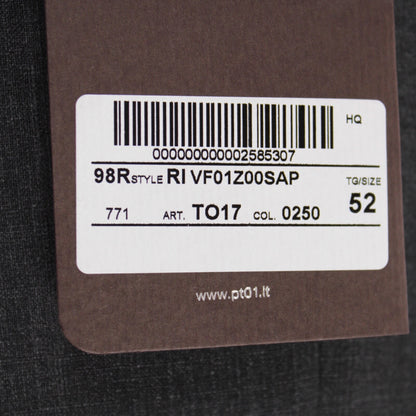 HQ
000000000002585307
98R STYLE RI VF01Z00SAP TG/SIZE
771 ART. TO17 COL. 0250 52
www.pt01.it